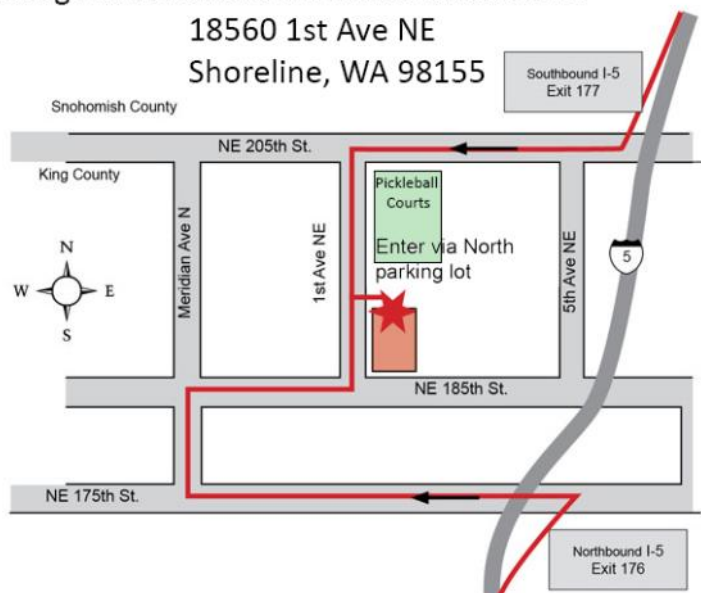 18560 1st Ave NE
Shoreline, WA 98155
Southbound I-5
Exit 177
Snohomish County
NE 205th St.
King County
Pickleball
Courts
Meridian Ave N
1st Ave NE
5th Ave NE
Enter via North
parking lot
5
N
W
E
S
NE 185th St.
NE 175th St.
Northbound I-5
Exit 176